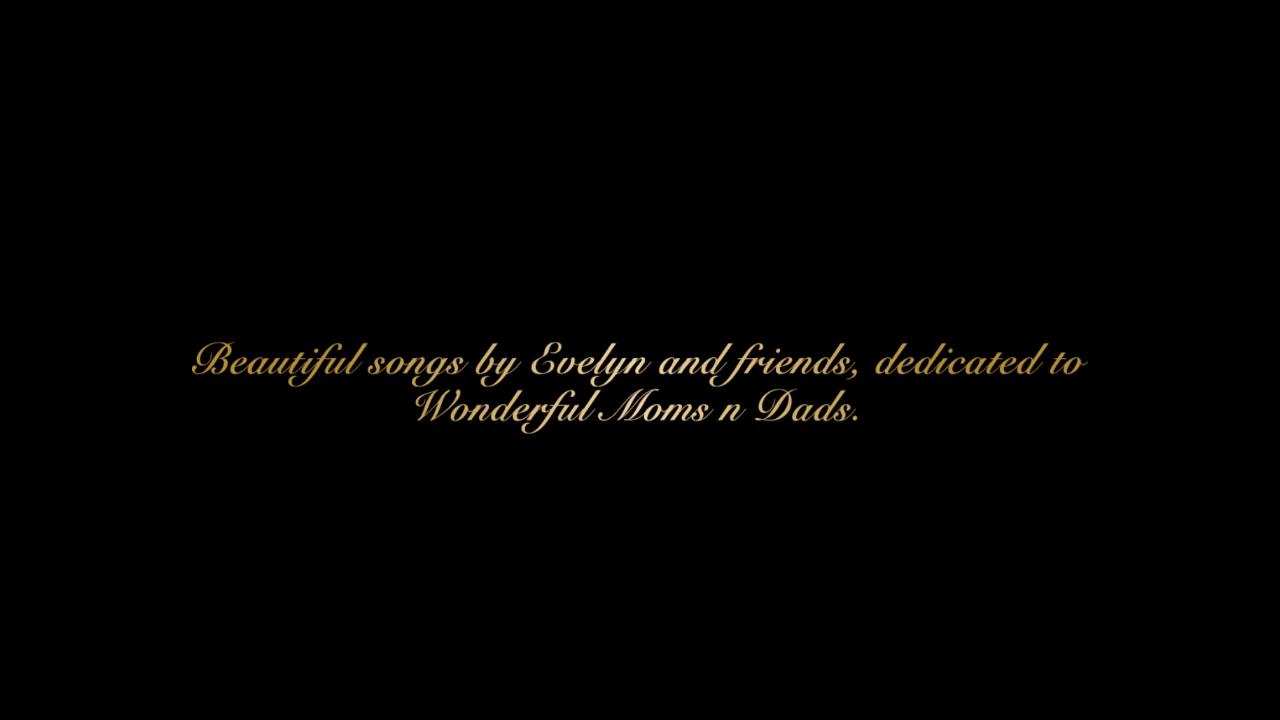 Beautiful songs by Evelyn and friends, dedicated to
Wonderful Moms n Dads.